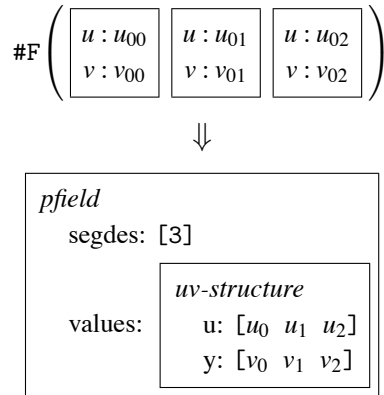 #F( u : u₀₀ u : u₀₁ u : u₀₂ )
v : v₀₀ v : v₀₁ v : v₀₂
⇓
pfield
segdes: [3]
uv-structure
values: u: [u₀ u₁ u₂]
y: [v₀ v₁ v₂]